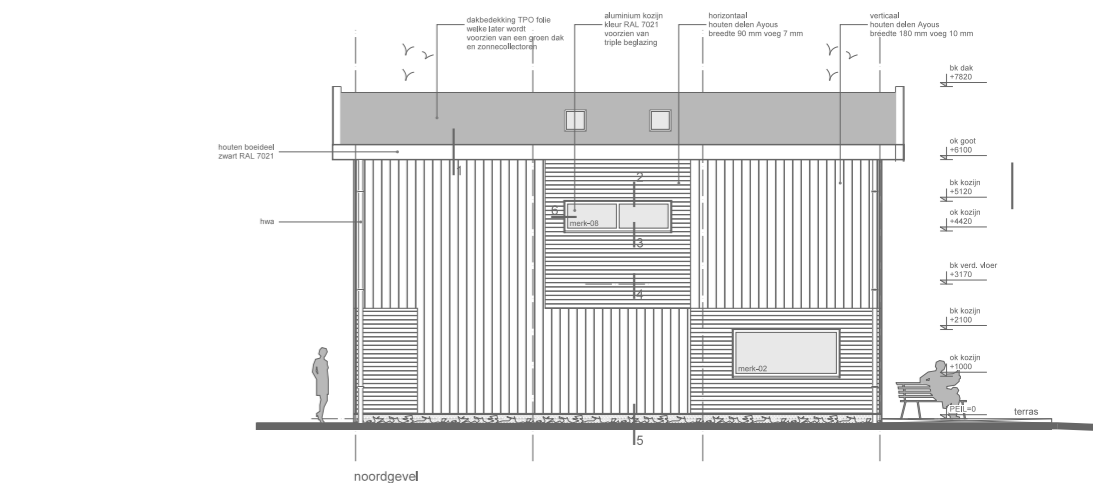 dakbedekking TPO folie
welke later wordt
voorzien van een groen dak
en zonnecollectoren
aluminium kozijn
kleur RAL 7021
voorzien van
triple beglazing
horizontaal
houten delen Ayous
breedte 90 mm voeg 7 mm
verticaal
houten delen Ayous
breedte 180 mm voeg 10 mm
bk dak
+7820
houten boeideel
zwart RAL 7021
ok goot
+6100
1
2
bk kozijn
+5120
6
merk-08
hwa
ok kozijn
+4420
3
bk verd. vloer
+3170
4
bk kozijn
+2100
ok kozijn
+1000
merk-02
PEIL=0
terras
5
noordgevel